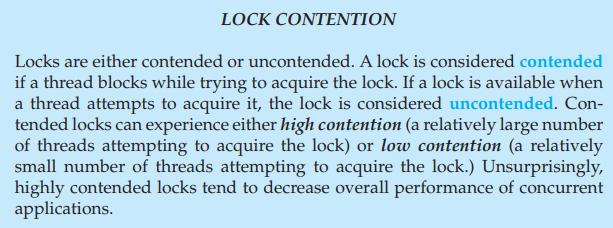 LOCK CONTENTION
Locks are either contended or uncontended. A lock is considered contended
if a thread blocks while trying to acquire the lock. If a lock is available when
a thread attempts to acquire it, the lock is considered uncontended. Con-
tended locks can experience either high contention (a relatively large number
of threads attempting to acquire the lock) or low contention (a relatively
small number of threads attempting to acquire the lock.) Unsurprisingly,
highly contended locks tend to decrease overall performance of concurrent
applications.